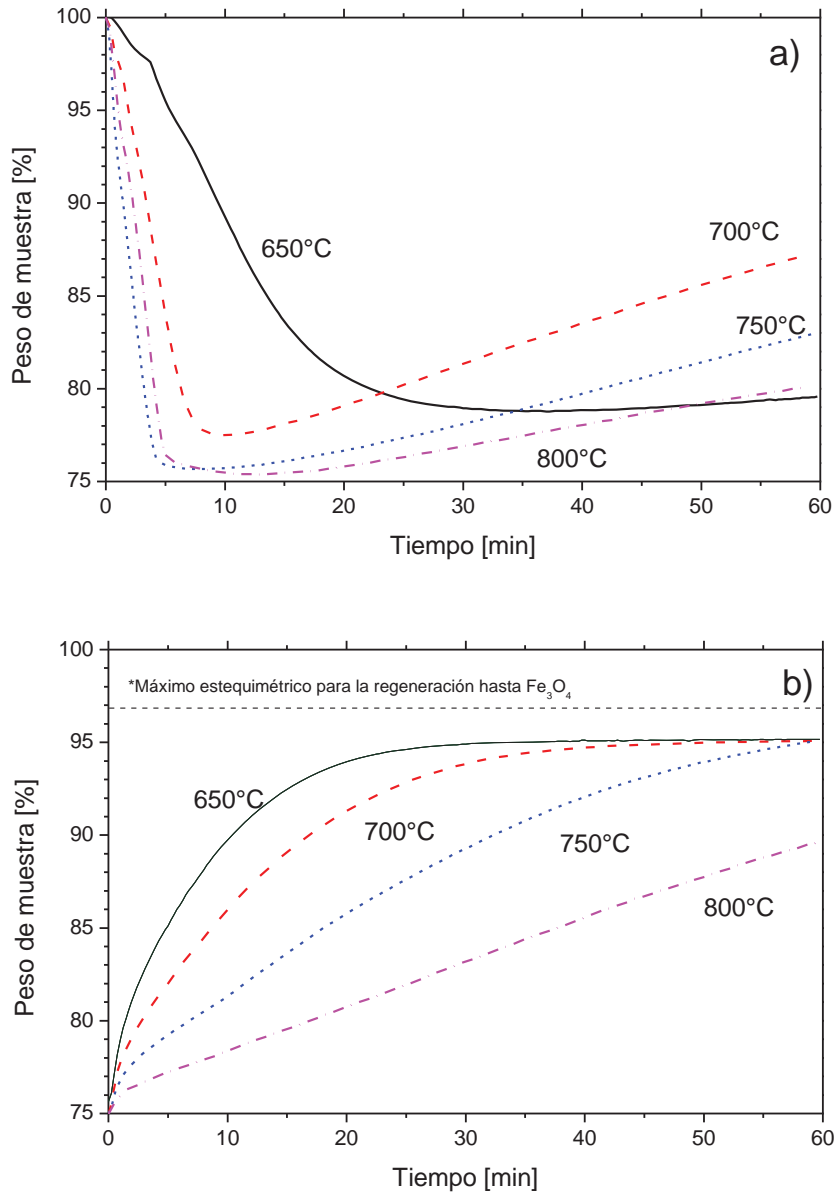 100
95
90
85
80
75
0
10
20
30
40
50
60
Peso de muestra [%]
Tiempo [min]
a)
650°C
700°C
750°C
800°C
100
95
90
85
80
75
0
10
20
30
40
50
60
Peso de muestra [%]
Tiempo [min]
*Máximo estequimétrico para la regeneración hasta Fe₃O₄
b)
650°C
700°C
750°C
800°C